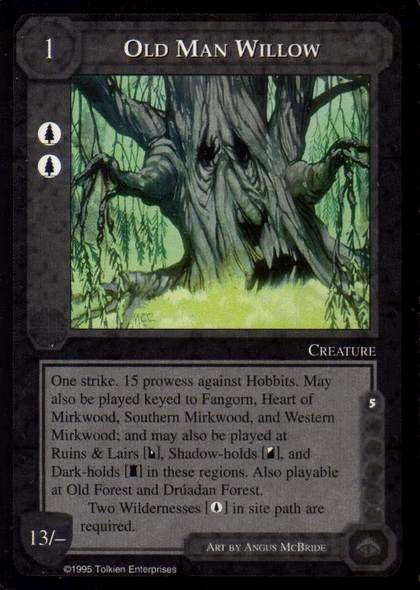 1
OLD MAN WILLOW
ACC
CREATURE
One strike. 15 prowess against Hobbits. May
also be played keyed to Fangorn, Heart of
Mirkwood, Southern Mirkwood, and Western
Mirkwood; and may also be played at
Ruins & Lairs [], Shadow-holds [], and
Dark-holds [] in these regions. Also playable
at Old Forest and Drúadan Forest.
Two Wildernesses [] in site path are
required.
5
13/–
ART BY ANGUS MCBRIDE
©1995 Tolkien Enterprises